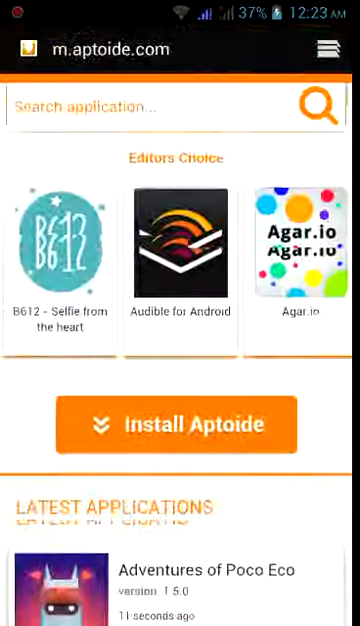 37% 12:23 AM
m.aptoide.com
Search application...
Editors Choice
B612
Agar.io
Agar.io
B612 - Selfie from
the heart
Audible for Android
Agar.io
Install Aptoide
LATEST APPLICATIONS
Adventures of Poco Eco
version 1.5.0
11 seconds ago